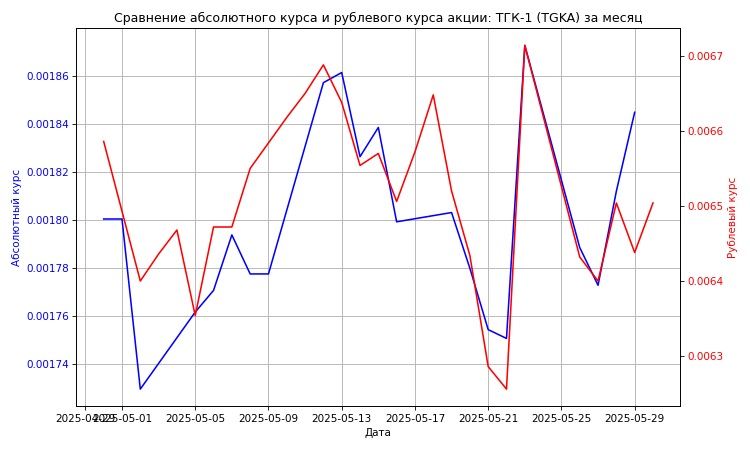 Сравнение абсолютного курса и рублевого курса акции: ТГК-1 (TGKA) за месяц
0.00186
0.00184
0.00182
0.00180
0.00178
0.00176
0.00174
Абсолютный курс
0.0067
0.0066
0.0065
0.0064
0.0063
Рублевый курс
2025-04-29 2025-05-01 2025-05-05 2025-05-09 2025-05-13 2025-05-17 2025-05-21 2025-05-25 2025-05-29
Дата